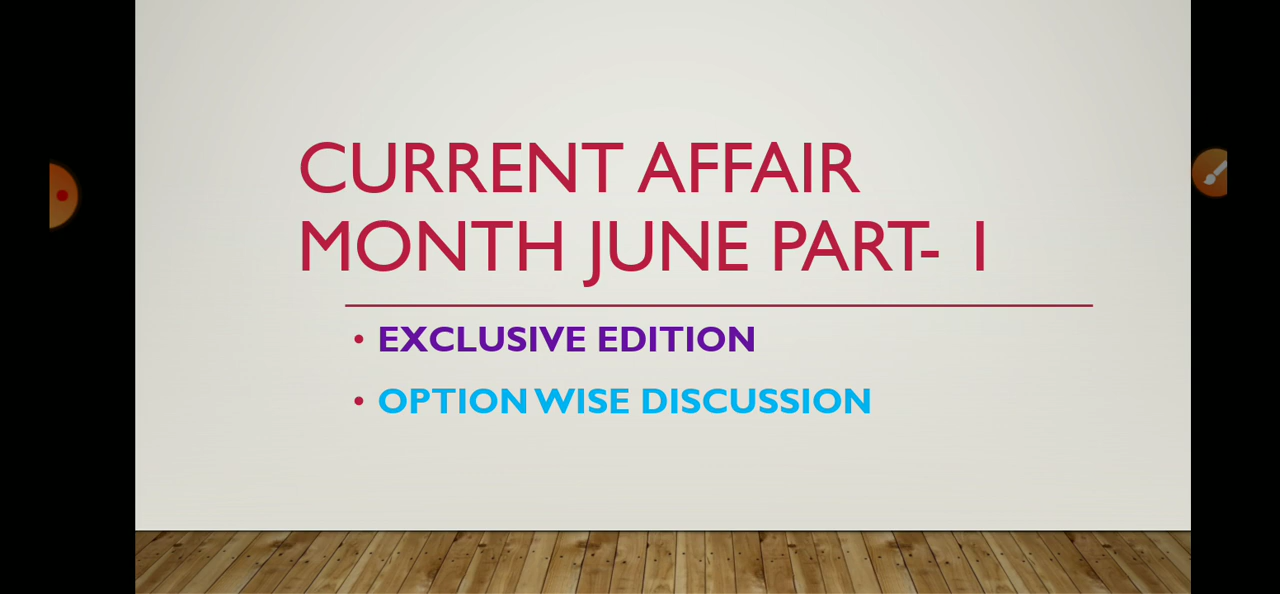 CURRENT AFFAIR
MONTH JUNE PART- 1
• EXCLUSIVE EDITION
• OPTION WISE DISCUSSION